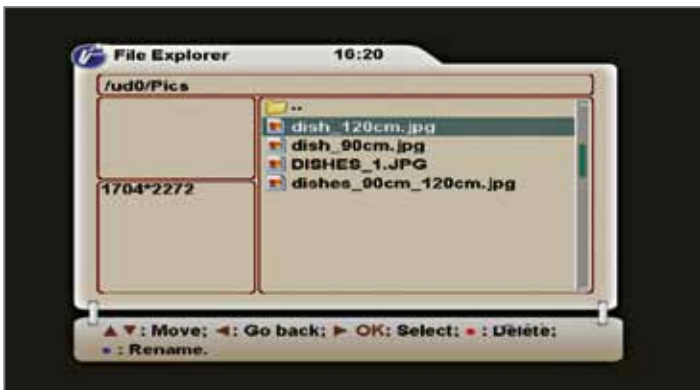 File Explorer 16:20
/ud0/Pics
..
dish_120cm.jpg
dish_90cm.jpg
DISHES_1.JPG
dishes_90cm_120cm.jpg
1704*2272
▲ ▼: Move; ◄: Go back; ► OK: Select; ● : Delete;
● : Rename.